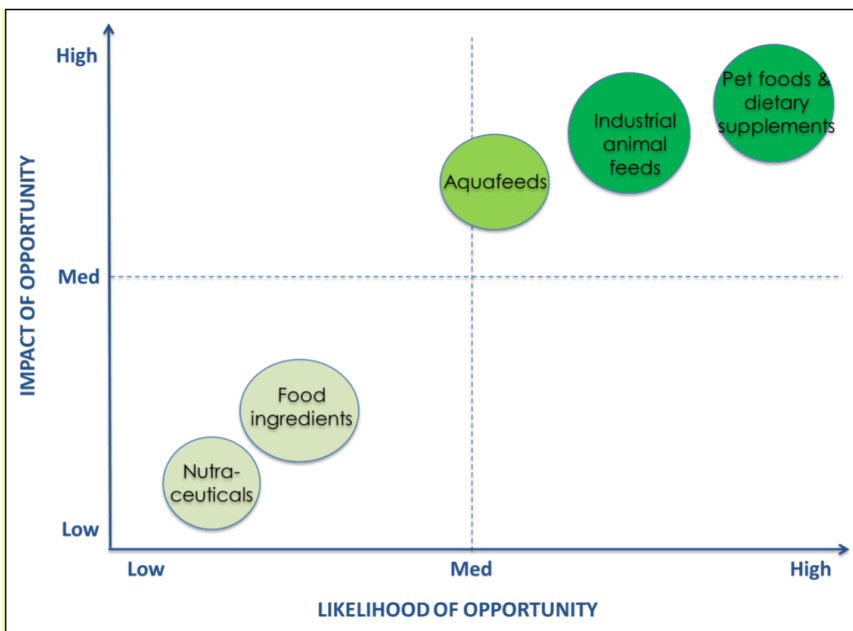 High
Pet foods &
dietary
supplements
Industrial
animal
feeds
Aquafeeds
IMPACT OF OPPORTUNITY
Med
Food
ingredients
Nutra-
ceuticals
Low
Low
Med
High
LIKELIHOOD OF OPPORTUNITY